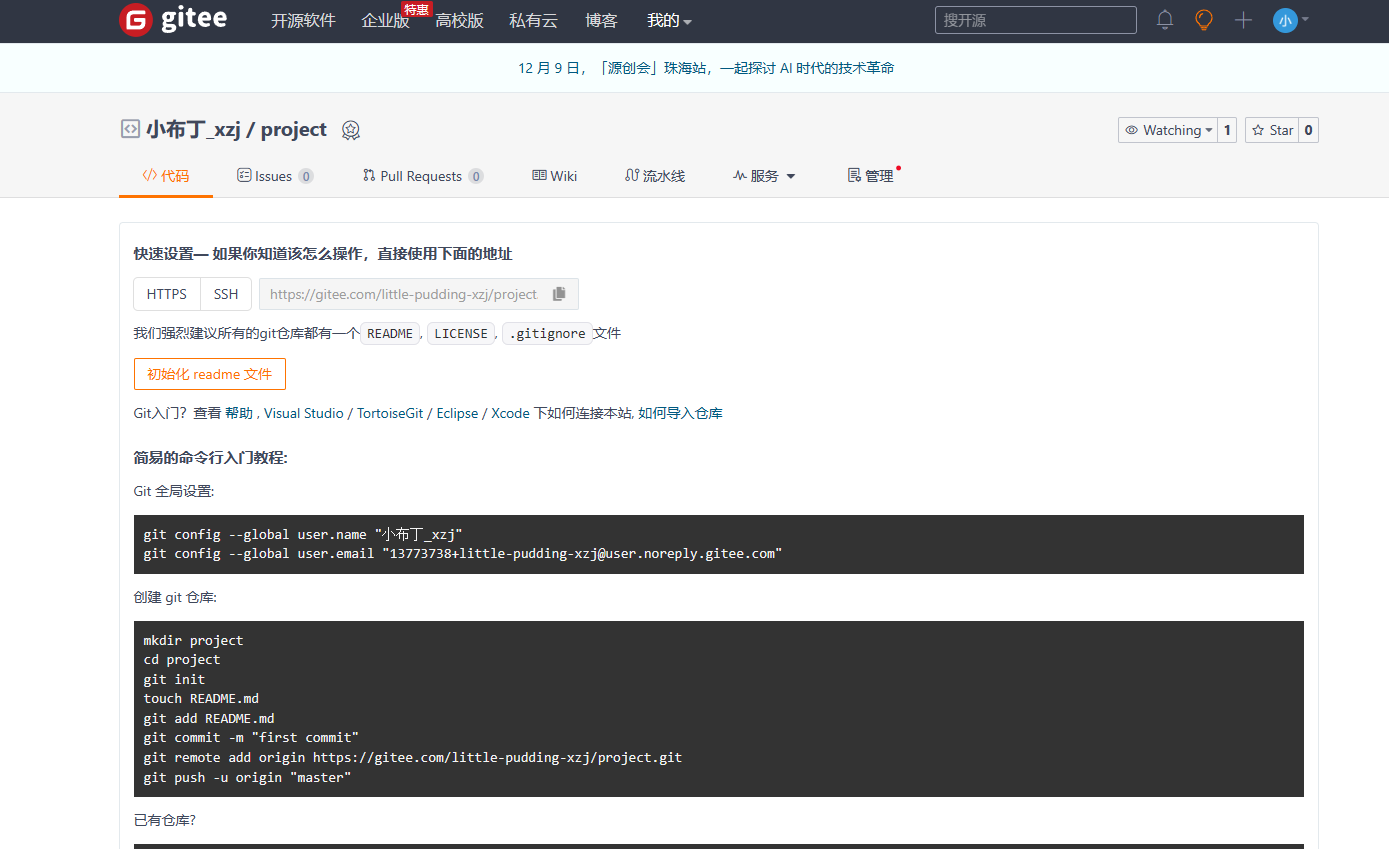 gitee 开源软件 企业版 特惠 高校版 私有云 博客 我的 搜开源 小
12 月 9 日，「源创会」珠海站，一起探讨 AI 时代的技术革命
小布丁_xzj / project Watching 1 Star 0
代码 Issues 0 Pull Requests 0 Wiki 流水线 服务 管理
快速设置— 如果你知道该怎么操作，直接使用下面的地址
HTTPS SSH https://gitee.com/little-pudding-xzj/project
我们强烈建议所有的git仓库都有一个 README, LICENSE, .gitignore 文件
初始化 readme 文件
Git入门？查看 帮助 , Visual Studio / TortoiseGit / Eclipse / Xcode 下如何连接本站, 如何导入仓库
简易的命令行入门教程:
Git 全局设置:
git config --global user.name "小布丁_xzj"
git config --global user.email "13773738+little-pudding-xzj@user.noreply.gitee.com"
创建 git 仓库:
mkdir project
cd project
git init
touch README.md
git add README.md
git commit -m "first commit"
git remote add origin https://gitee.com/little-pudding-xzj/project.git
git push -u origin "master"
已有仓库?